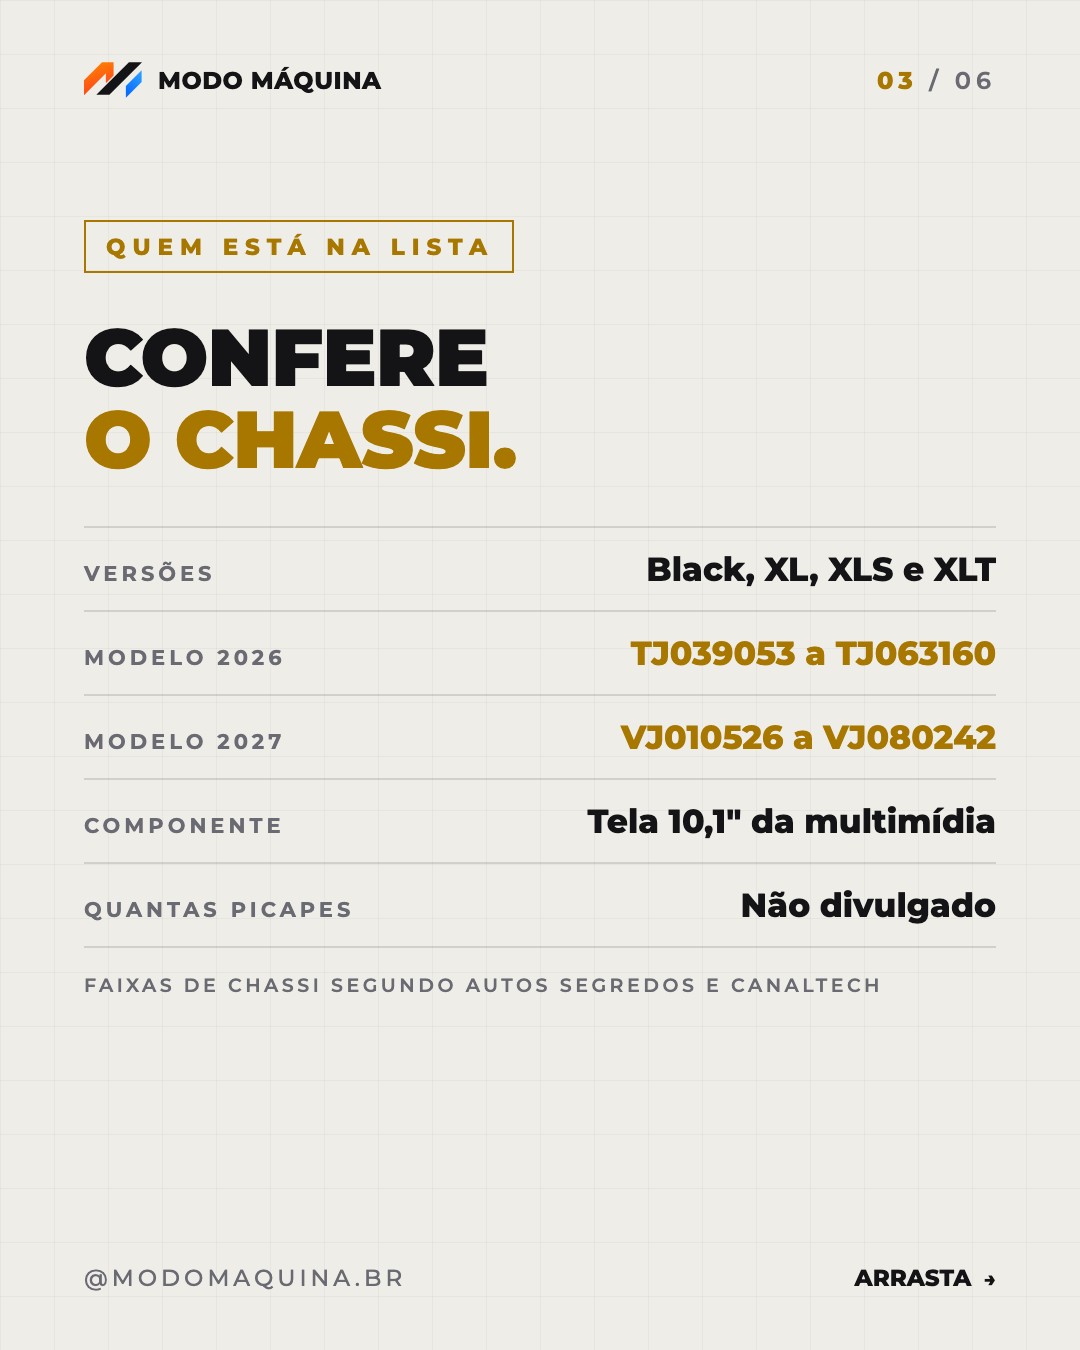 MODO MÁQUINA
03 / 06
QUEM ESTÁ NA LISTA
CONFERE
O CHASSI.
VERSÕES
Black, XL, XLS e XLT
MODELO 2026
TJ039053 a TJ063160
MODELO 2027
VJ010526 a VJ080242
COMPONENTE
Tela 10,1" da multimídia
QUANTAS PICAPES
Não divulgado
FAIXAS DE CHASSI SEGUNDO AUTOS SEGREDOS E CANALTECH
@MODOMAQUINA.BR
ARRASTA →